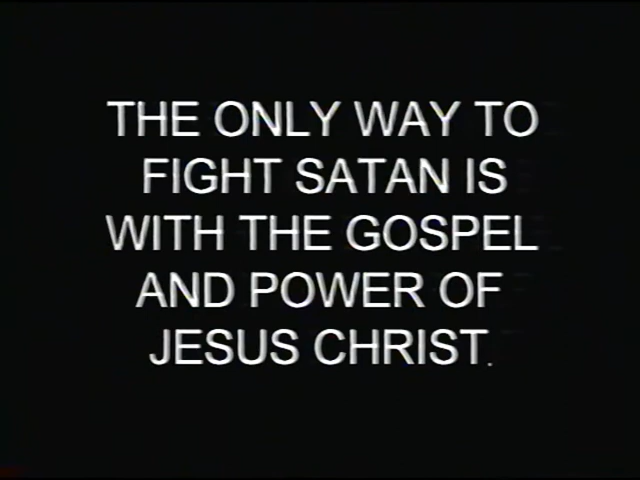 THE ONLY WAY TO
FIGHT SATAN IS
WITH THE GOSPEL
AND POWER OF
JESUS CHRIST.